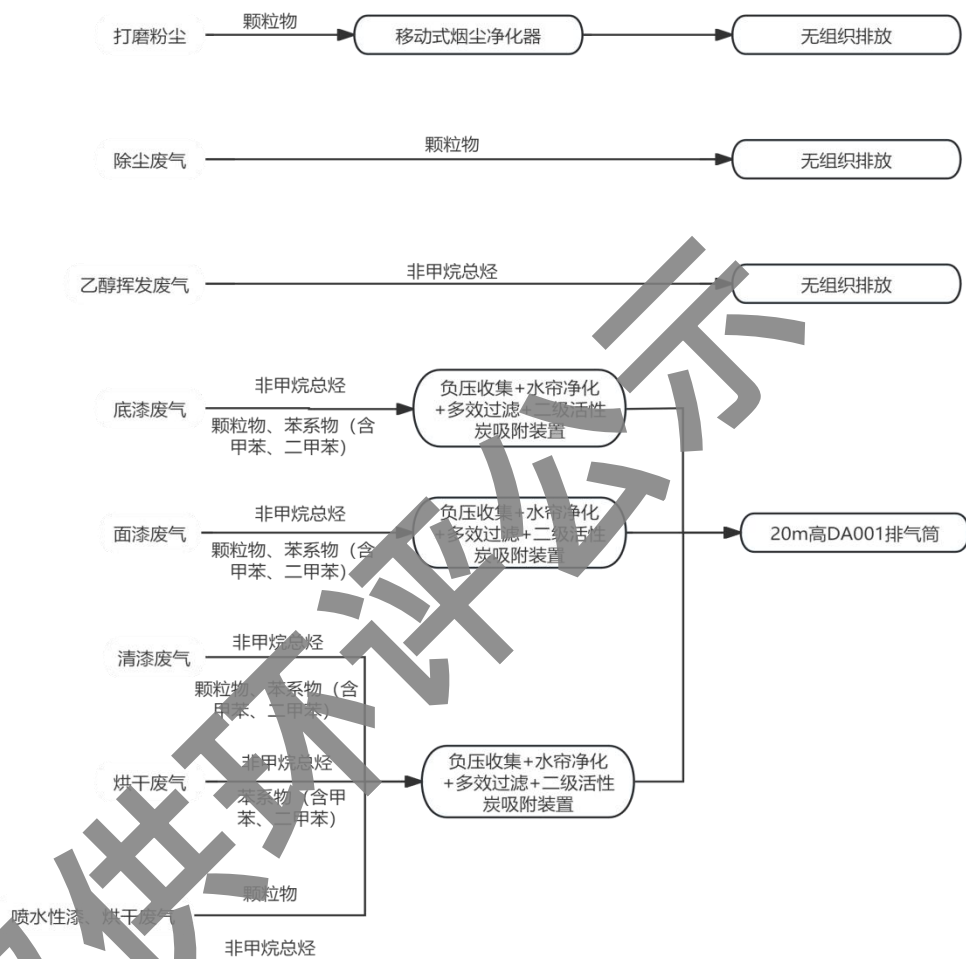 打磨粉尘
颗粒物
移动式烟尘净化器
无组织排放
除尘废气
颗粒物
无组织排放
乙醇挥发废气
非甲烷总烃
无组织排放
底漆废气
非甲烷总烃
颗粒物、苯系物（含
甲苯、二甲苯）
负压收集+水帘净化
+多效过滤+二级活性
炭吸附装置
面漆废气
非甲烷总烃
颗粒物、苯系物（含
甲苯、二甲苯）
负压收集+水帘净化
+多效过滤+二级活性
炭吸附装置
20m高DA001排气筒
清漆废气
非甲烷总烃
颗粒物、苯系物（含
甲苯、二甲苯）
烘干废气
非甲烷总烃
苯系物（含甲
苯、二甲苯）
负压收集+水帘净化
+多效过滤+二级活性
炭吸附装置
喷水性漆、烘干废气
颗粒物
非甲烷总烃
供环评公示